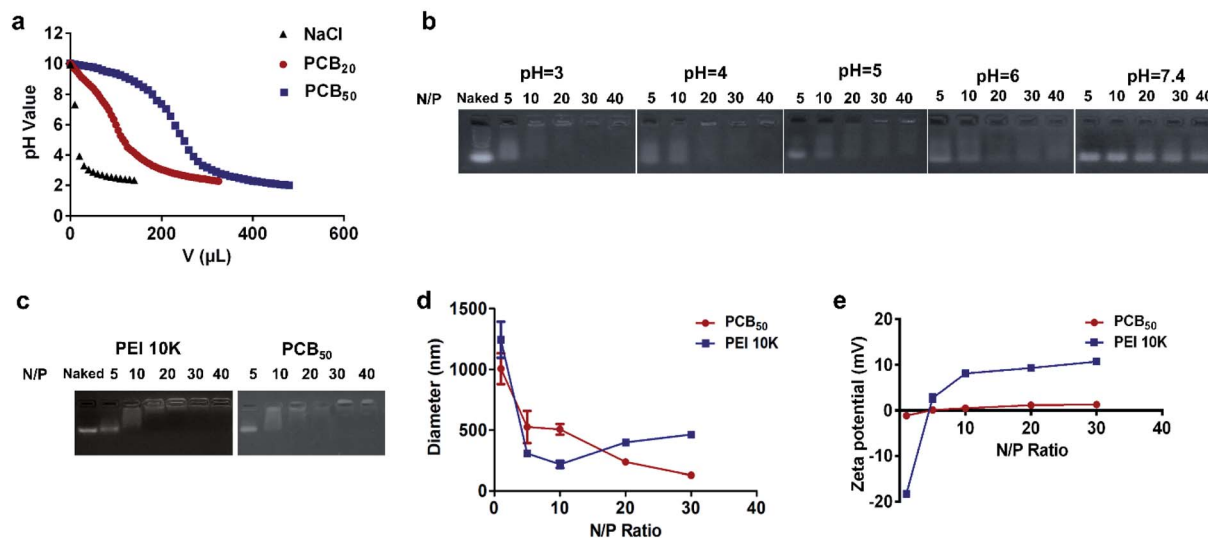 a
NaCl
PCB20
PCB50
pH Value
12
10
8
6
4
2
0
0 200 400 600
V (µL)
b
pH=3 pH=4 pH=5 pH=6 pH=7.4
N/P Naked 5 10 20 30 40 5 10 20 30 40 5 10 20 30 40 5 10 20 30 40 5 10 20 30 40
c
PEI 10K PCB50
N/P Naked 5 10 20 30 40 5 10 20 30 40
d
PCB50
PEI 10K
Diameter (nm)
1500
1000
500
0
0 10 20 30 40
N/P Ratio
e
PCB50
PEI 10K
Zeta potential (mV)
20
10
0
-10
-20
10 20 30 40
N/P Ratio